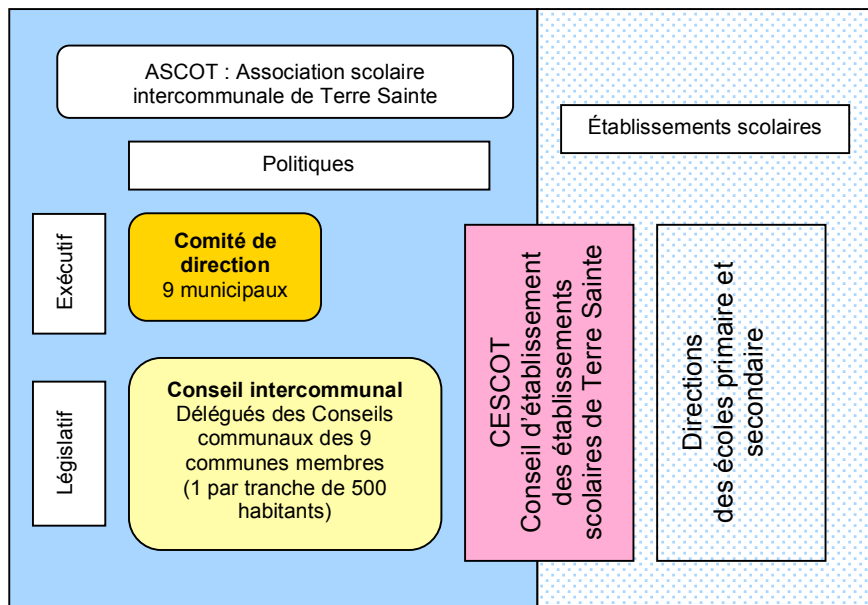 ASCOT : Association scolaire
intercommunale de Terre Sainte
Établissements scolaires
Politiques
Exécutif
Comité de
direction
9 municipaux
Législatif
Conseil intercommunal
Délégués des Conseils
communaux des 9
communes membres
(1 par tranche de 500
habitants)
CESCOT
Conseil d'établissement
des établissements
scolaires de Terre Sainte
Directions
des écoles primaire et
secondaire